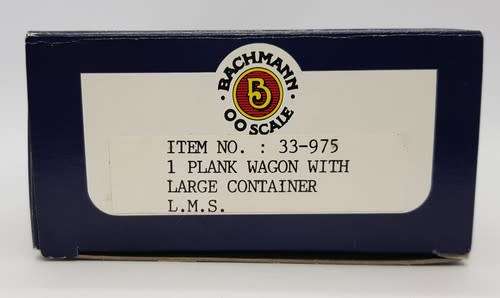 BACHMANN
B
OO SCALE
ITEM NO. : 33-975
1 PLANK WAGON WITH
LARGE CONTAINER
L.M.S.